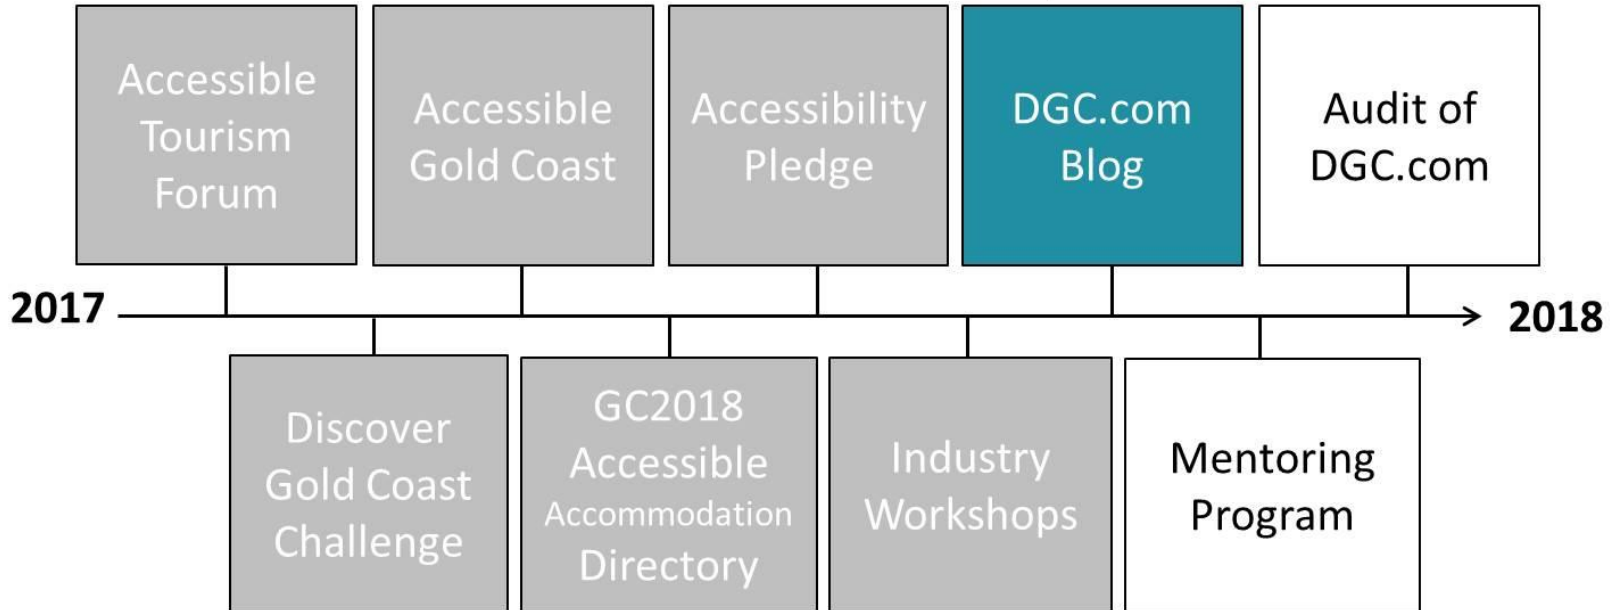 Accessible
Tourism
Forum
Accessible
Gold Coast
Accessibility
Pledge
DGC.com
Blog
Audit of
DGC.com
2017
2018
Discover
Gold Coast
Challenge
GC2018
Accessible
Accommodation
Directory
Industry
Workshops
Mentoring
Program